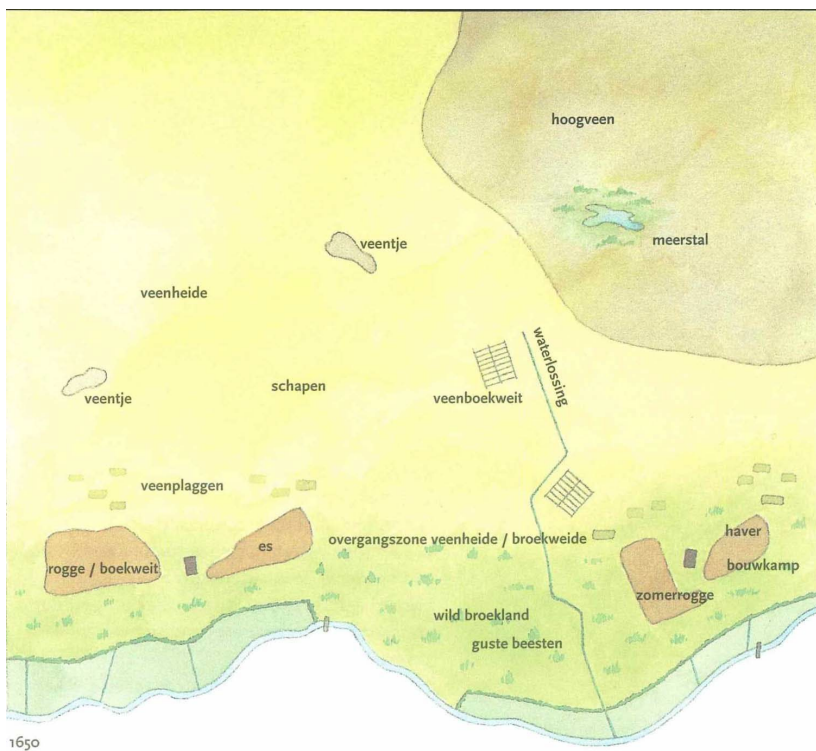 hoogveen
meerstal
veentje
veenheide
waterlossing
schapen
veentje
veenboekweit
veenplaggen
overgangszone veenheide / broekweide
es
haver
rogge / boekweit
bouwkamp
zomerrogge
wild broekland
guste beesten
1650